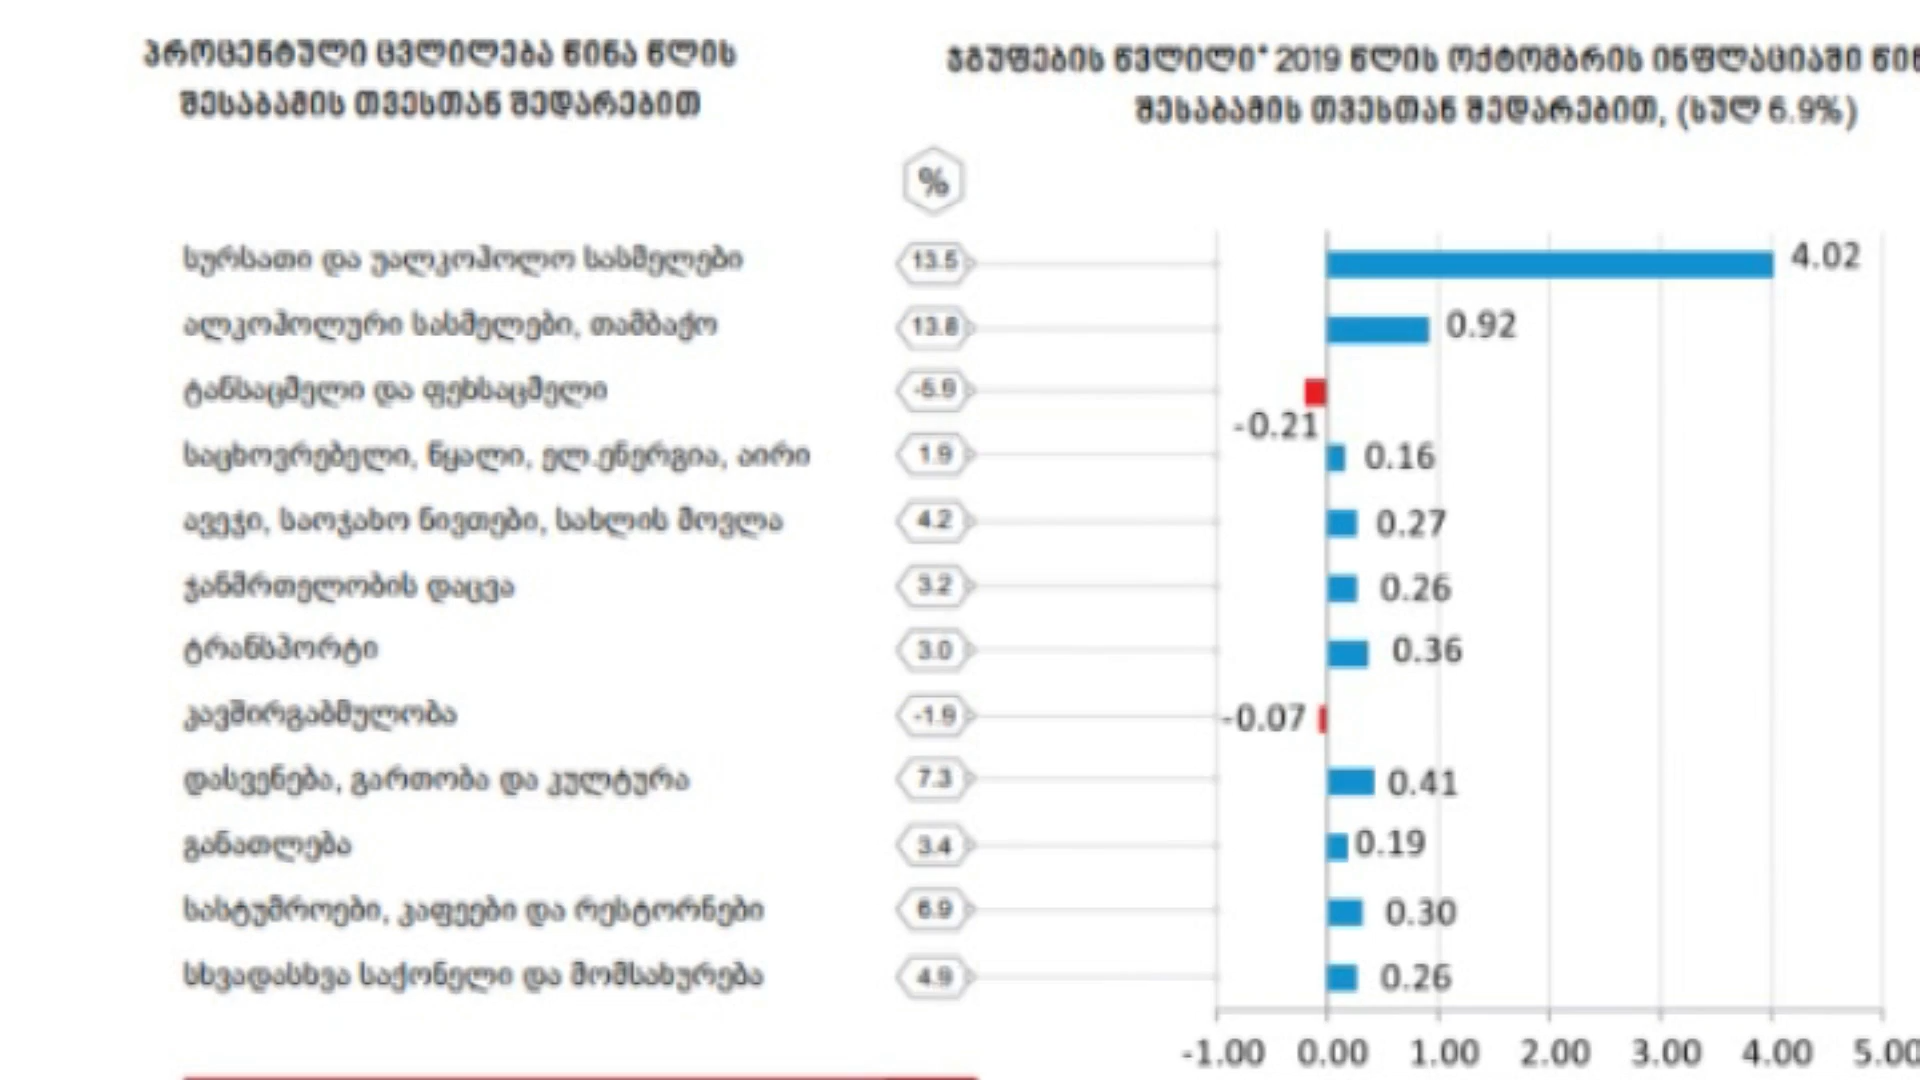 პროცენტული ცვლილება წინა წლის
შესაბამის თვესთან შედარებით
ჯგუფების წვლილი* 2019 წლის ოქტომბრის ინფლაციაში
შესაბამის თვესთან შედარებით, (სულ 6.9%)
%
სურსათი და უალკოჰოლო სასმელები 13.5 4.02
ალკოჰოლური სასმელები, თამბაქო 13.8 0.92
ტანსაცმელი და ფეხსაცმელი -5.9 -0.21
საცხოვრებელი, წყალი, ელ.ენერგია, აირი 1.9 0.16
ავეჯი, საოჯახო ნივთები, სახლის მოვლა 4.2 0.27
ჯანმრთელობის დაცვა 3.2 0.26
ტრანსპორტი 3.0 0.36
კავშირგაბმულობა -1.9 -0.07
დასვენება, გართობა და კულტურა 7.3 0.41
განათლება 3.4 0.19
სასტუმროები, კაფეები და რესტორნები 6.9 0.30
სხვადასხვა საქონელი და მომსახურება 4.9 0.26
-1.00 0.00 1.00 2.00 3.00 4.00 5.00